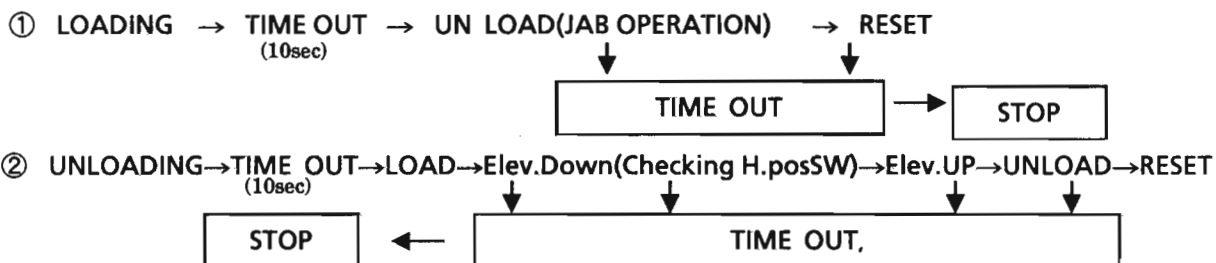 ① LOADING → TIME OUT → UN LOAD(JAB OPERATION) → RESET
(10sec)
TIME OUT → STOP
② UNLOADING→TIME OUT→LOAD→Elev.Down(Checking H.posSW)→Elev.UP→UNLOAD→RESET
(10sec)
STOP ← TIME OUT,